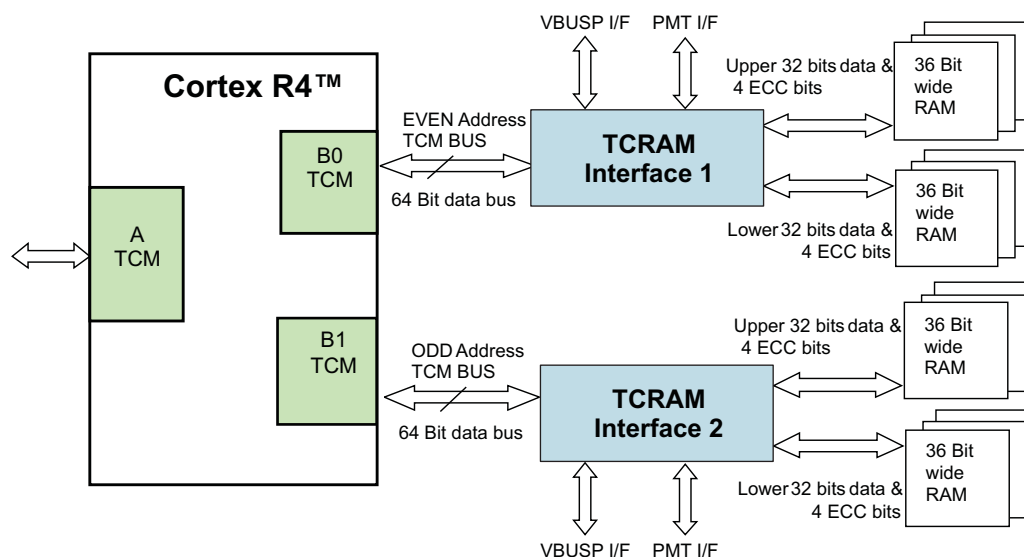 VBUSP I/F
PMT I/F
Cortex R4™
A
TCM
B0
TCM
B1
TCM
EVEN Address
TCM BUS
64 Bit data bus
TCRAM
Interface 1
Upper 32 bits data &
4 ECC bits
36 Bit
wide
RAM
Lower 32 bits data &
4 ECC bits
36 Bit
wide
RAM
ODD Address
TCM BUS
64 Bit data bus
TCRAM
Interface 2
Upper 32 bits data &
4 ECC bits
36 Bit
wide
RAM
Lower 32 bits data &
4 ECC bits
36 Bit
wide
RAM
VBUSP I/F
PMT I/F